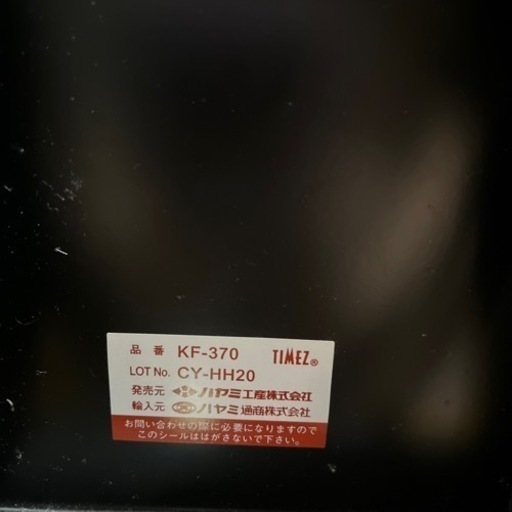 品番 KF-370 TIMEZ®
LOT No. CY-HH20
発売元 ハヤミ工産株式会社
輸入元 ハヤミ通商株式会社
お問い合わせの際に必要になりますので
このシールははがさないで下さい。